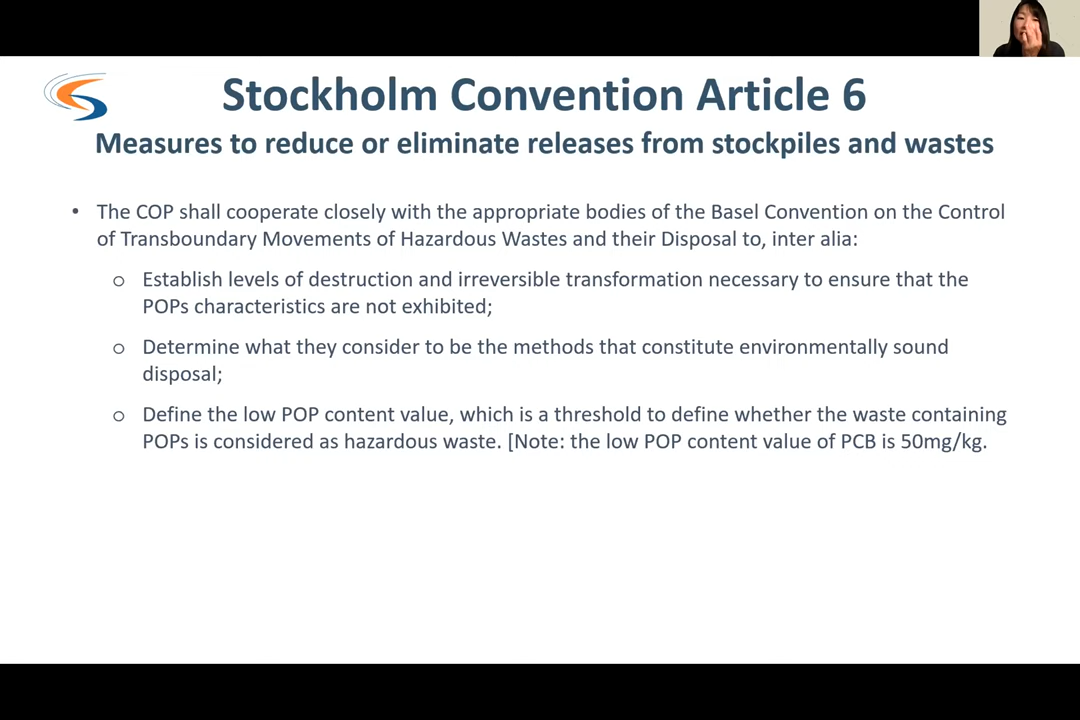 Stockholm Convention Article 6
Measures to reduce or eliminate releases from stockpiles and wastes
• The COP shall cooperate closely with the appropriate bodies of the Basel Convention on the Control
of Transboundary Movements of Hazardous Wastes and their Disposal to, inter alia:
o Establish levels of destruction and irreversible transformation necessary to ensure that the
POPs characteristics are not exhibited;
o Determine what they consider to be the methods that constitute environmentally sound
disposal;
o Define the low POP content value, which is a threshold to define whether the waste containing
POPs is considered as hazardous waste. [Note: the low POP content value of PCB is 50mg/kg.